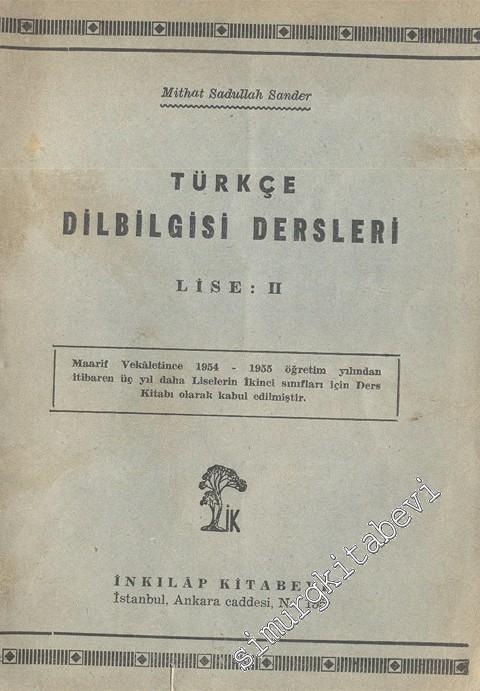 Mithat Sadullah Sander
TÜRKÇE
DİLBİLGİSİ DERSLERİ
LİSE: II
Maarif Vekâletince 1954 - 1955 öğretim yılından
itibaren üç yıl daha Liselerin İkinci sınıfları için Ders
Kitabı olarak kabul edilmiştir.
İK
İNKILÂP KİTABEVİ
İstanbul, Ankara caddesi, No.
simurgkitabevi